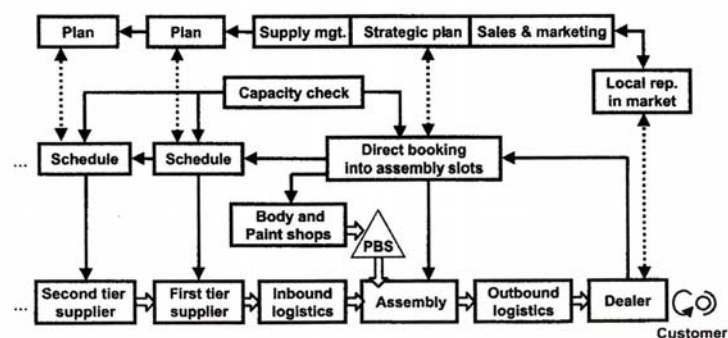 Plan
Plan
Supply mgt.
Strategic plan
Sales & marketing
Capacity check
Local rep.
in market
...
Schedule
Schedule
Direct booking
into assembly slots
Body and
Paint shops
PBS
...
Second tier
supplier
First tier
supplier
Inbound
logistics
Assembly
Outbound
logistics
Dealer
Customer